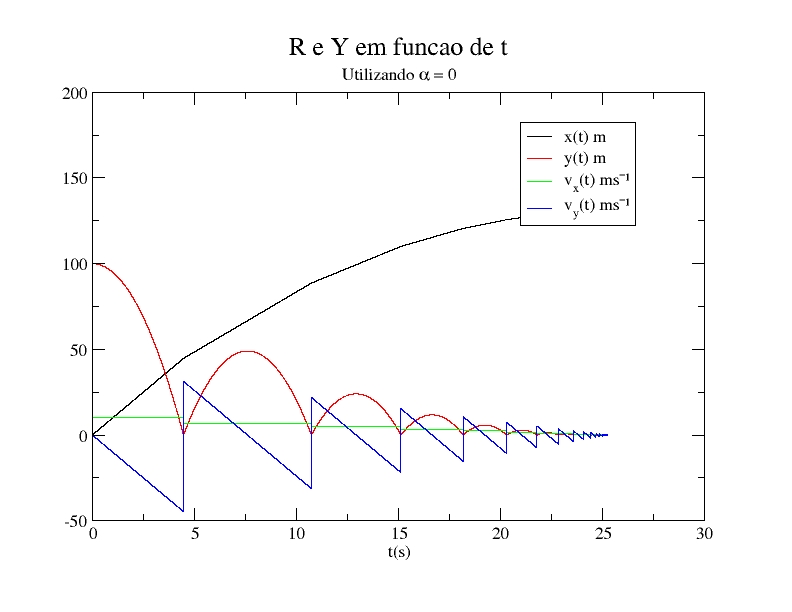 R e Y em funcao de t
Utilizando α = 0
200
150
100
50
0
-50
x(t) m
y(t) m
vx(t) ms⁻¹
vy(t) ms⁻¹
0 5 10 15 20 25 30
t(s)